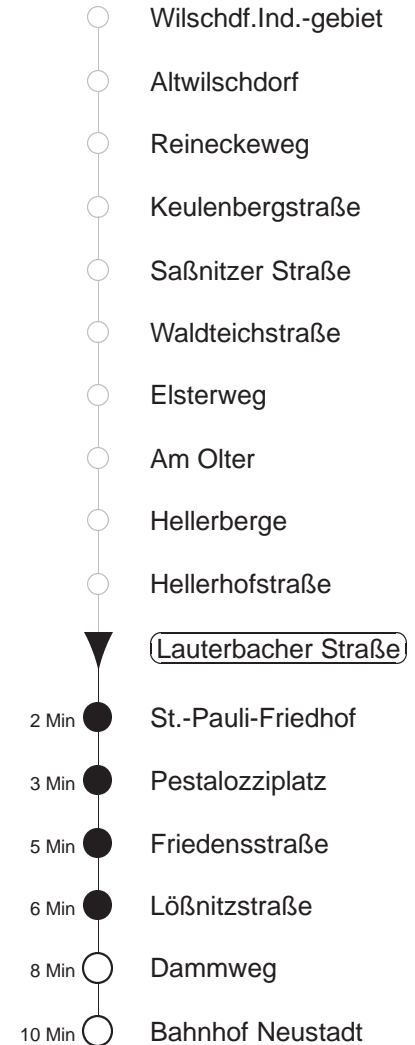 Wilschdf.Ind.-gebiet
Altwilschdorf
Reineckeweg
Keulenbergstraße
Saßnitzer Straße
Waldteichstraße
Elsterweg
Am Olter
Hellerberge
Hellerhofstraße
Lauterbacher Straße
2 Min St.-Pauli-Friedhof
3 Min Pestalozziplatz
5 Min Friedensstraße
6 Min Lößnitzstraße
8 Min Dammweg
10 Min Bahnhof Neustadt